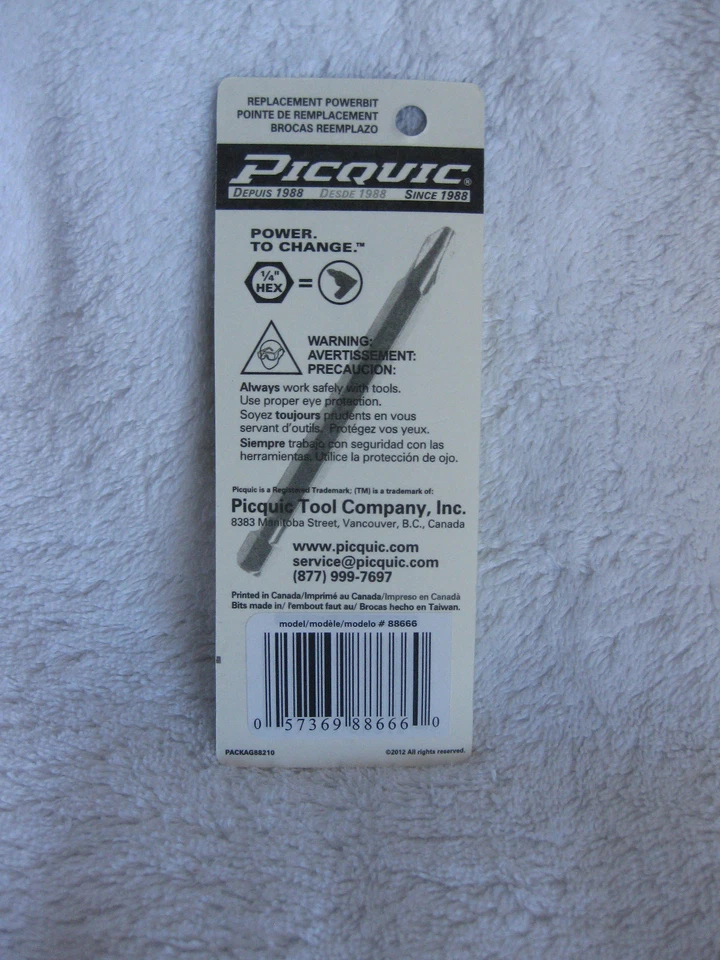 REPLACEMENT POWERBIT
POINTE DE REMPLACEMENT
BROCAS REEMPLAZO
PICQUIC®
DEPUIS 1988 DESDE 1988 SINCE 1988
POWER.
TO CHANGE.™
1/4"
HEX
=
WARNING:
AVERTISSEMENT:
PRECAUCIÓN:
Always work safely with tools.
Use proper eye protection.
Soyez toujours prudents en vous
servant d'outils. Protégez vos yeux.
Siempre trabajo con seguridad con las
herramientas. Utilice la protección de ojo.
Picquic is a Registered Trademark; (TM) is a trademark of:
Picquic Tool Company, Inc.
8383 Manitoba Street, Vancouver, B.C., Canada
www.picquic.com
service@picquic.com
(877) 999-7697
Printed in Canada/Imprimé au Canada/Impreso en Canadà
Bits made in/ l'embout faut au/ Brocas hecho en Taiwan.
model/modèle/modelo # 88666
0 57369 88666 0
PACKAG88210 ©2012 All rights reserved.